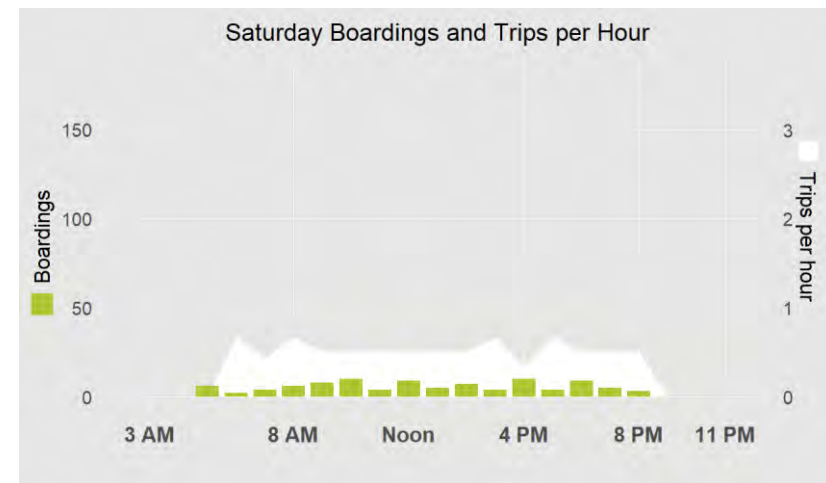 Saturday Boardings and Trips per Hour
150
100
50
0
Boardings
3
2
1
0
Trips per hour
3 AM
8 AM
Noon
4 PM
8 PM
11 PM